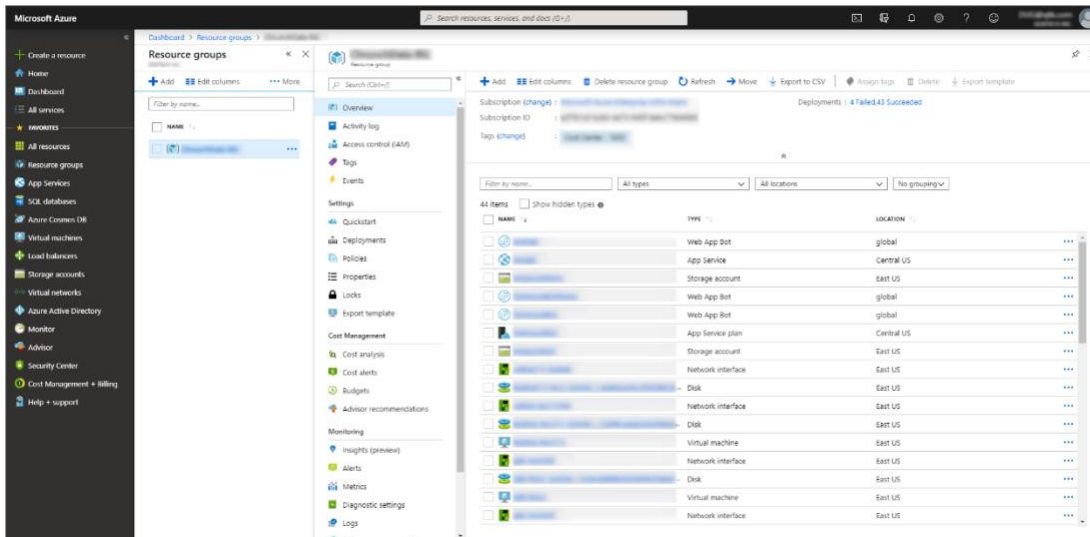 Microsoft Azure
Search resources, services, and docs (G+/)
Dashboard > Resource groups >
Create a resource
Home
Dashboard
All services
FAVORITES
All resources
Resource groups
App Services
SQL databases
Azure Cosmos DB
Virtual machines
Load balancers
Storage accounts
Virtual networks
Azure Active Directory
Monitor
Advisor
Security Center
Cost Management + Billing
Help + support
Resource groups
Add Edit columns More
Filter by name...
NAME
Resource group
Search (Ctrl+/)
Overview
Activity log
Access control (IAM)
Tags
Events
Settings
Quickstart
Deployments
Policies
Properties
Locks
Export template
Cost Management
Cost analysis
Cost alerts
Budgets
Advisor recommendations
Monitoring
Insights (preview)
Alerts
Metrics
Diagnostic settings
Logs
Add Edit columns Delete resource group Refresh Move Export to CSV Assign tags Delete Export template
Subscription (change) :
Deployments : 4 Failed,43 Succeeded
Subscription ID :
Tags (change) :
Filter by name... All types All locations No grouping
44 items Show hidden types
NAME TYPE LOCATION
Web App Bot global
App Service Central US
Storage account East US
Web App Bot global
Web App Bot global
App Service plan Central US
Storage account East US
Network interface East US
Disk East US
Network interface East US
Disk East US
Virtual machine East US
Network interface East US
Disk East US
Virtual machine East US
Network interface East US